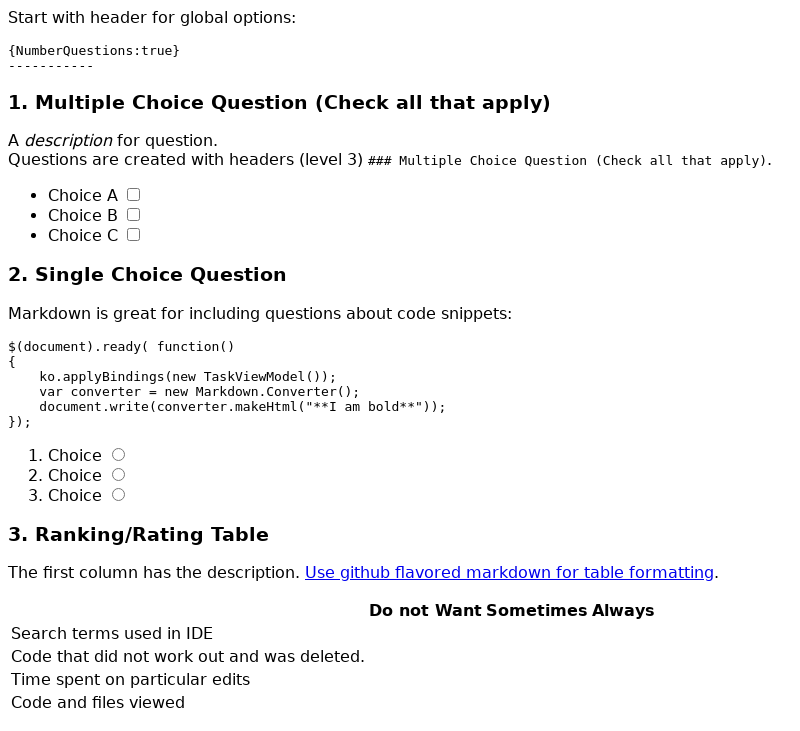 Start with header for global options:
{NumberQuestions:true}
-----------
1. Multiple Choice Question (Check all that apply)
A description for question.
Questions are created with headers (level 3) ### Multiple Choice Question (Check all that apply).
• Choice A
• Choice B
• Choice C
2. Single Choice Question
Markdown is great for including questions about code snippets:
$(document).ready( function()
{
    ko.applyBindings(new TaskViewModel());
    var converter = new Markdown.Converter();
    document.write(converter.makeHtml("**I am bold**"));
});
1. Choice
2. Choice
3. Choice
3. Ranking/Rating Table
The first column has the description. Use github flavored markdown for table formatting.
Do not Want Sometimes Always
Search terms used in IDE
Code that did not work out and was deleted.
Time spent on particular edits
Code and files viewed